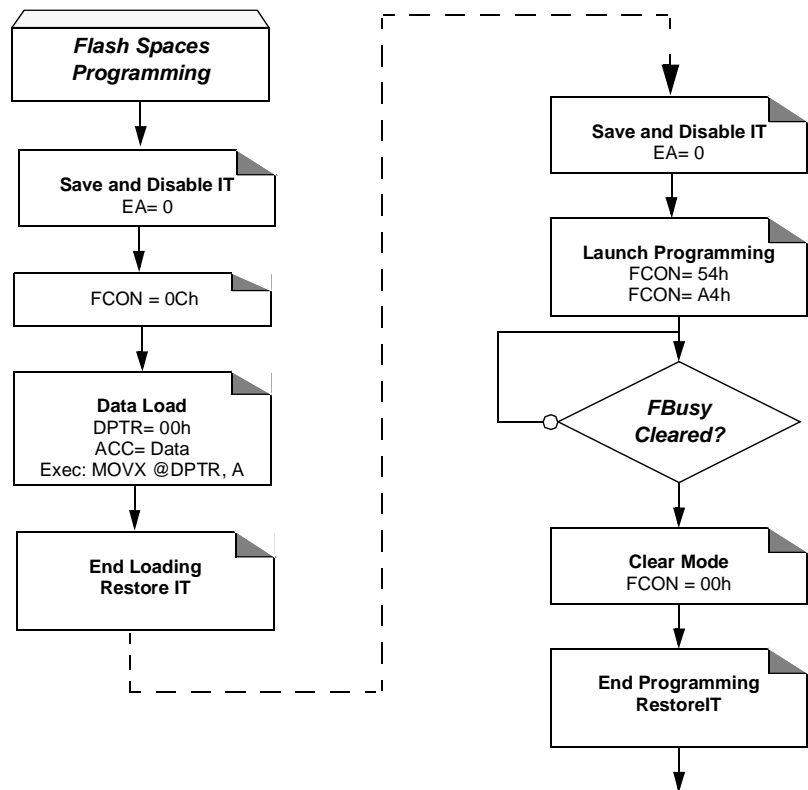 Flash Spaces
Programming
Save and Disable IT
EA= 0
FCON = 0Ch
Data Load
DPTR= 00h
ACC= Data
Exec: MOVX @DPTR, A
End Loading
Restore IT
Save and Disable IT
EA= 0
Launch Programming
FCON= 54h
FCON= A4h
FBusy
Cleared?
Clear Mode
FCON = 00h
End Programming
RestoreIT